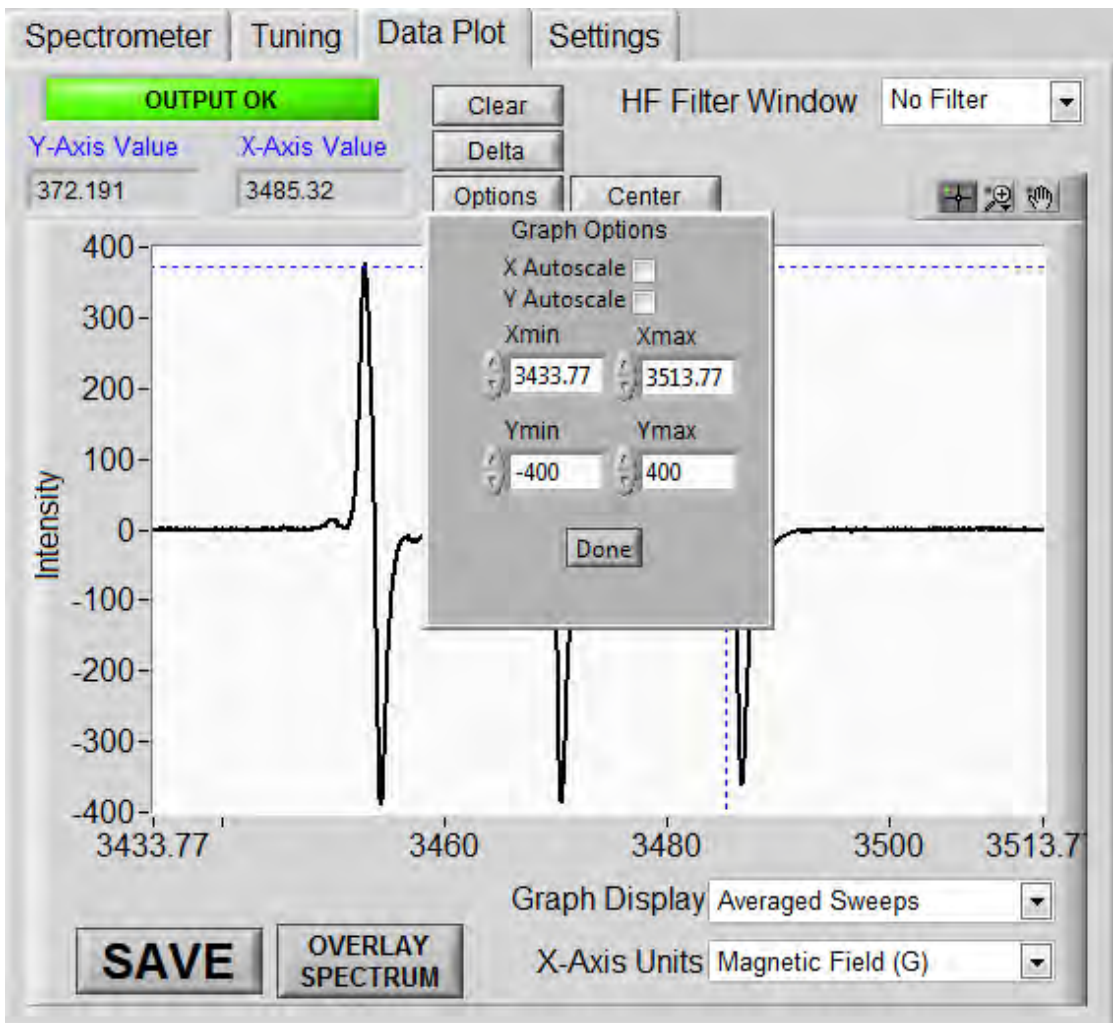 Spectrometer Tuning Data Plot Settings
OUTPUT OK
Clear
HF Filter Window No Filter
Y-Axis Value X-Axis Value
Delta
372.191 3485.32
Options Center
Graph Options
X Autoscale
Y Autoscale
Xmin Xmax
3433.77 3513.77
Ymin Ymax
-400 400
Done
Intensity
400
300
200
100
0
-100
-200
-300
-400
3433.77 3460 3480 3500 3513.7
Graph Display Averaged Sweeps
SAVE
OVERLAY
SPECTRUM
X-Axis Units Magnetic Field (G)